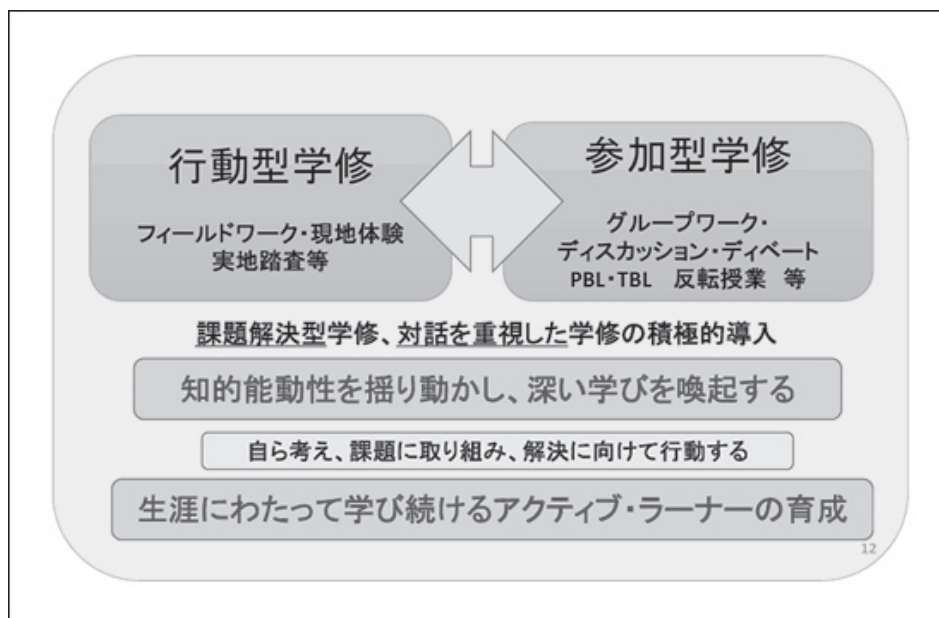 行動型学修
フィールドワーク・現地体験
実地踏査等
参加型学修
グループワーク・
ディスカッション・ディベート
PBL・TBL 反転授業 等
課題解決型学修、対話を重視した学修の積極的導入
知的能動性を揺り動かし、深い学びを喚起する
自ら考え、課題に取り組み、解決に向けて行動する
生涯にわたって学び続けるアクティブ・ラーナーの育成
12